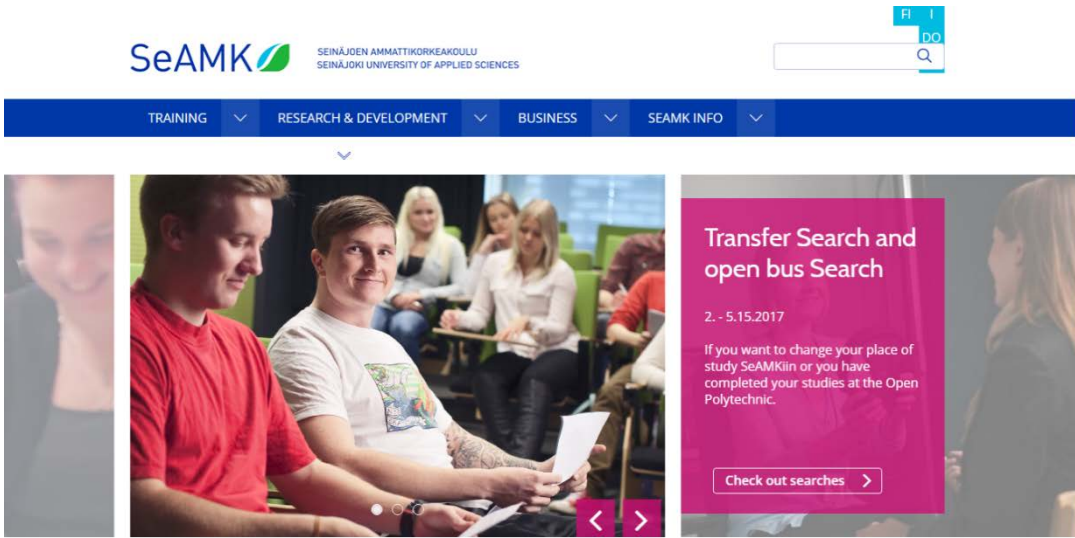 FI I
DO
SeAMK
SEINÄJOEN AMMATTIKORKEAKOULU
SEINÄJOKI UNIVERSITY OF APPLIED SCIENCES
TRAINING RESEARCH & DEVELOPMENT BUSINESS SEAMK INFO
Transfer Search and
open bus Search
2. - 5.15.2017
If you want to change your place of
study SeAMKiin or you have
completed your studies at the Open
Polytechnic.
Check out searches